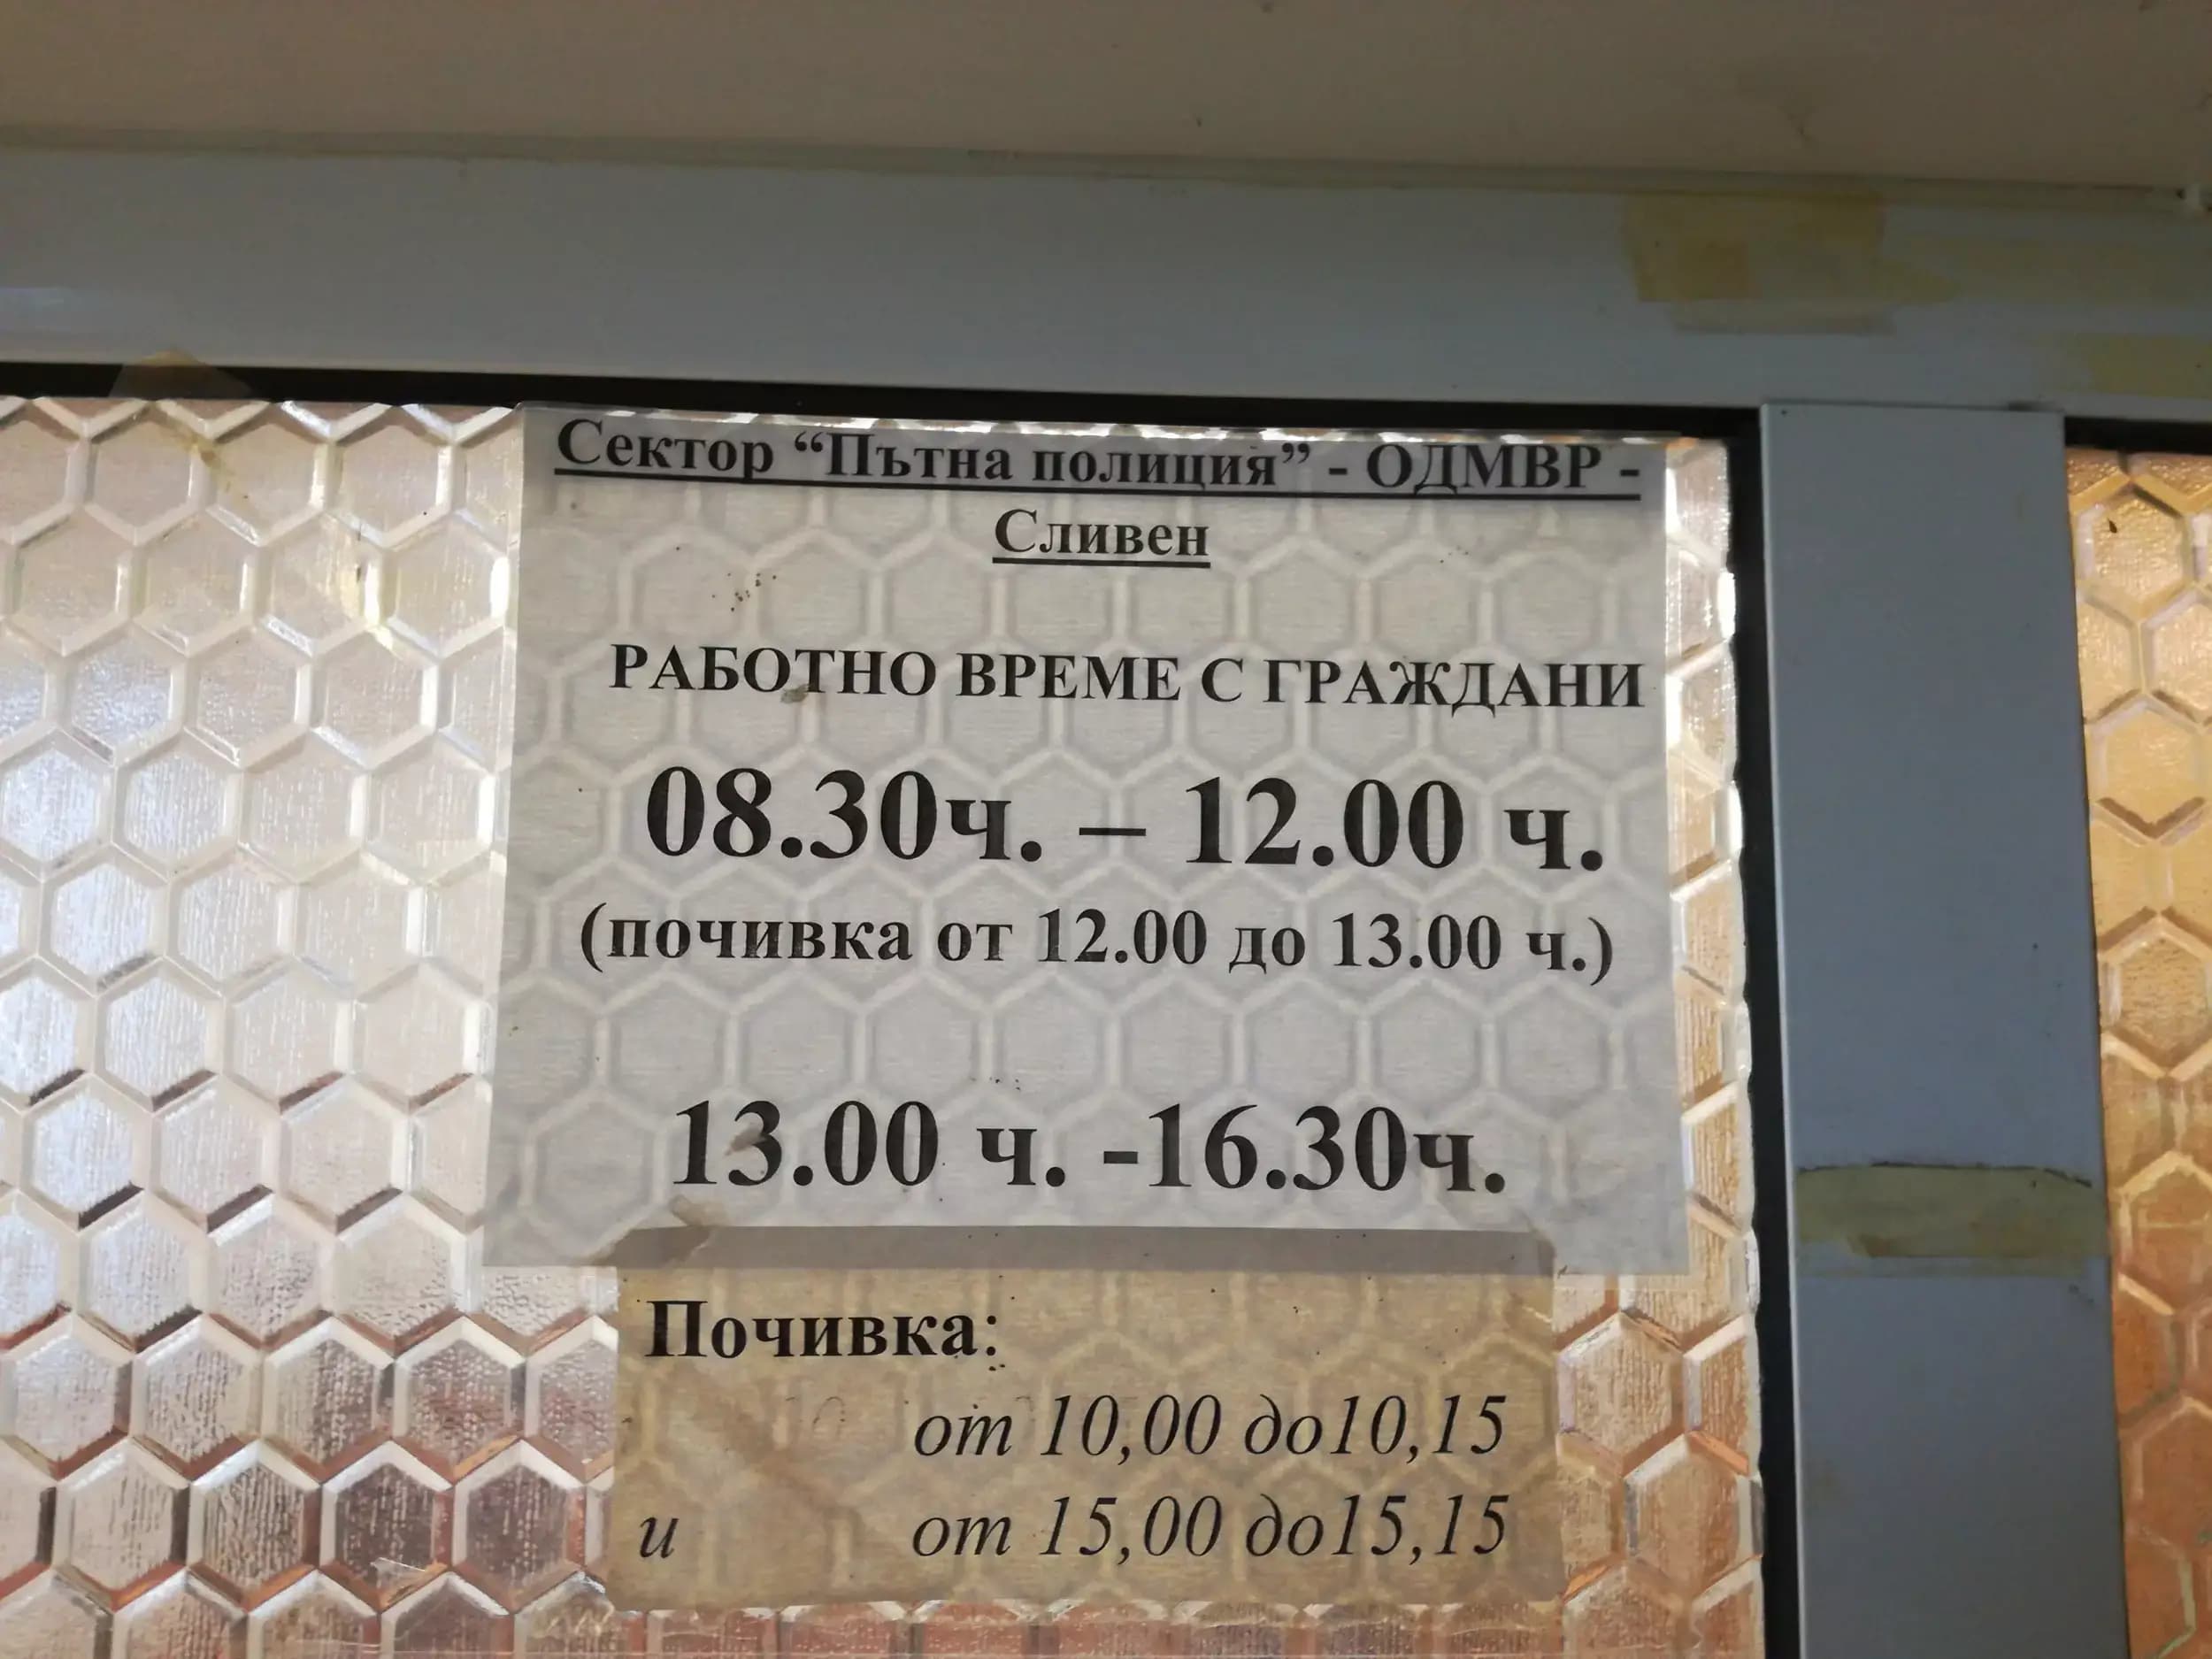 Сектор “Пътна полиция” - ОДМВР -
Сливен
РАБОТНО ВРЕМЕ С ГРАЖДАНИ
08.30ч. – 12.00 ч.
(почивка от 12.00 до 13.00 ч.)
13.00 ч. -16.30ч.
Почивка:
от 10,00 до10,15
и от 15,00 до15,15